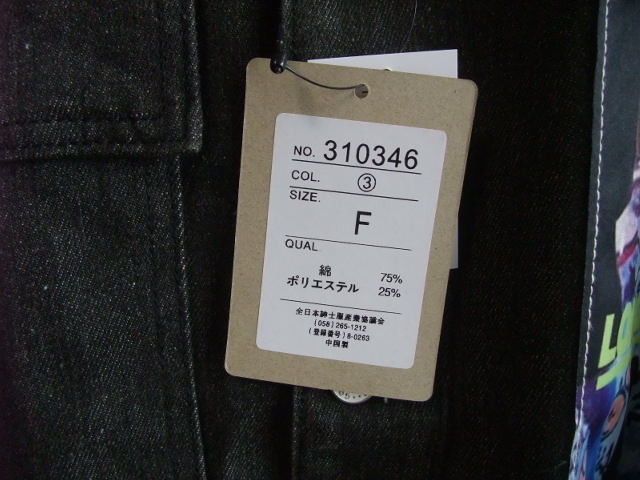 NO. 310346
COL. ③
SIZE.
F
QUAL
綿 75%
ポリエステル 25%
全日本紳士服産業協議会
(058) 265-1212
(登録番号) 8-0263
中国製